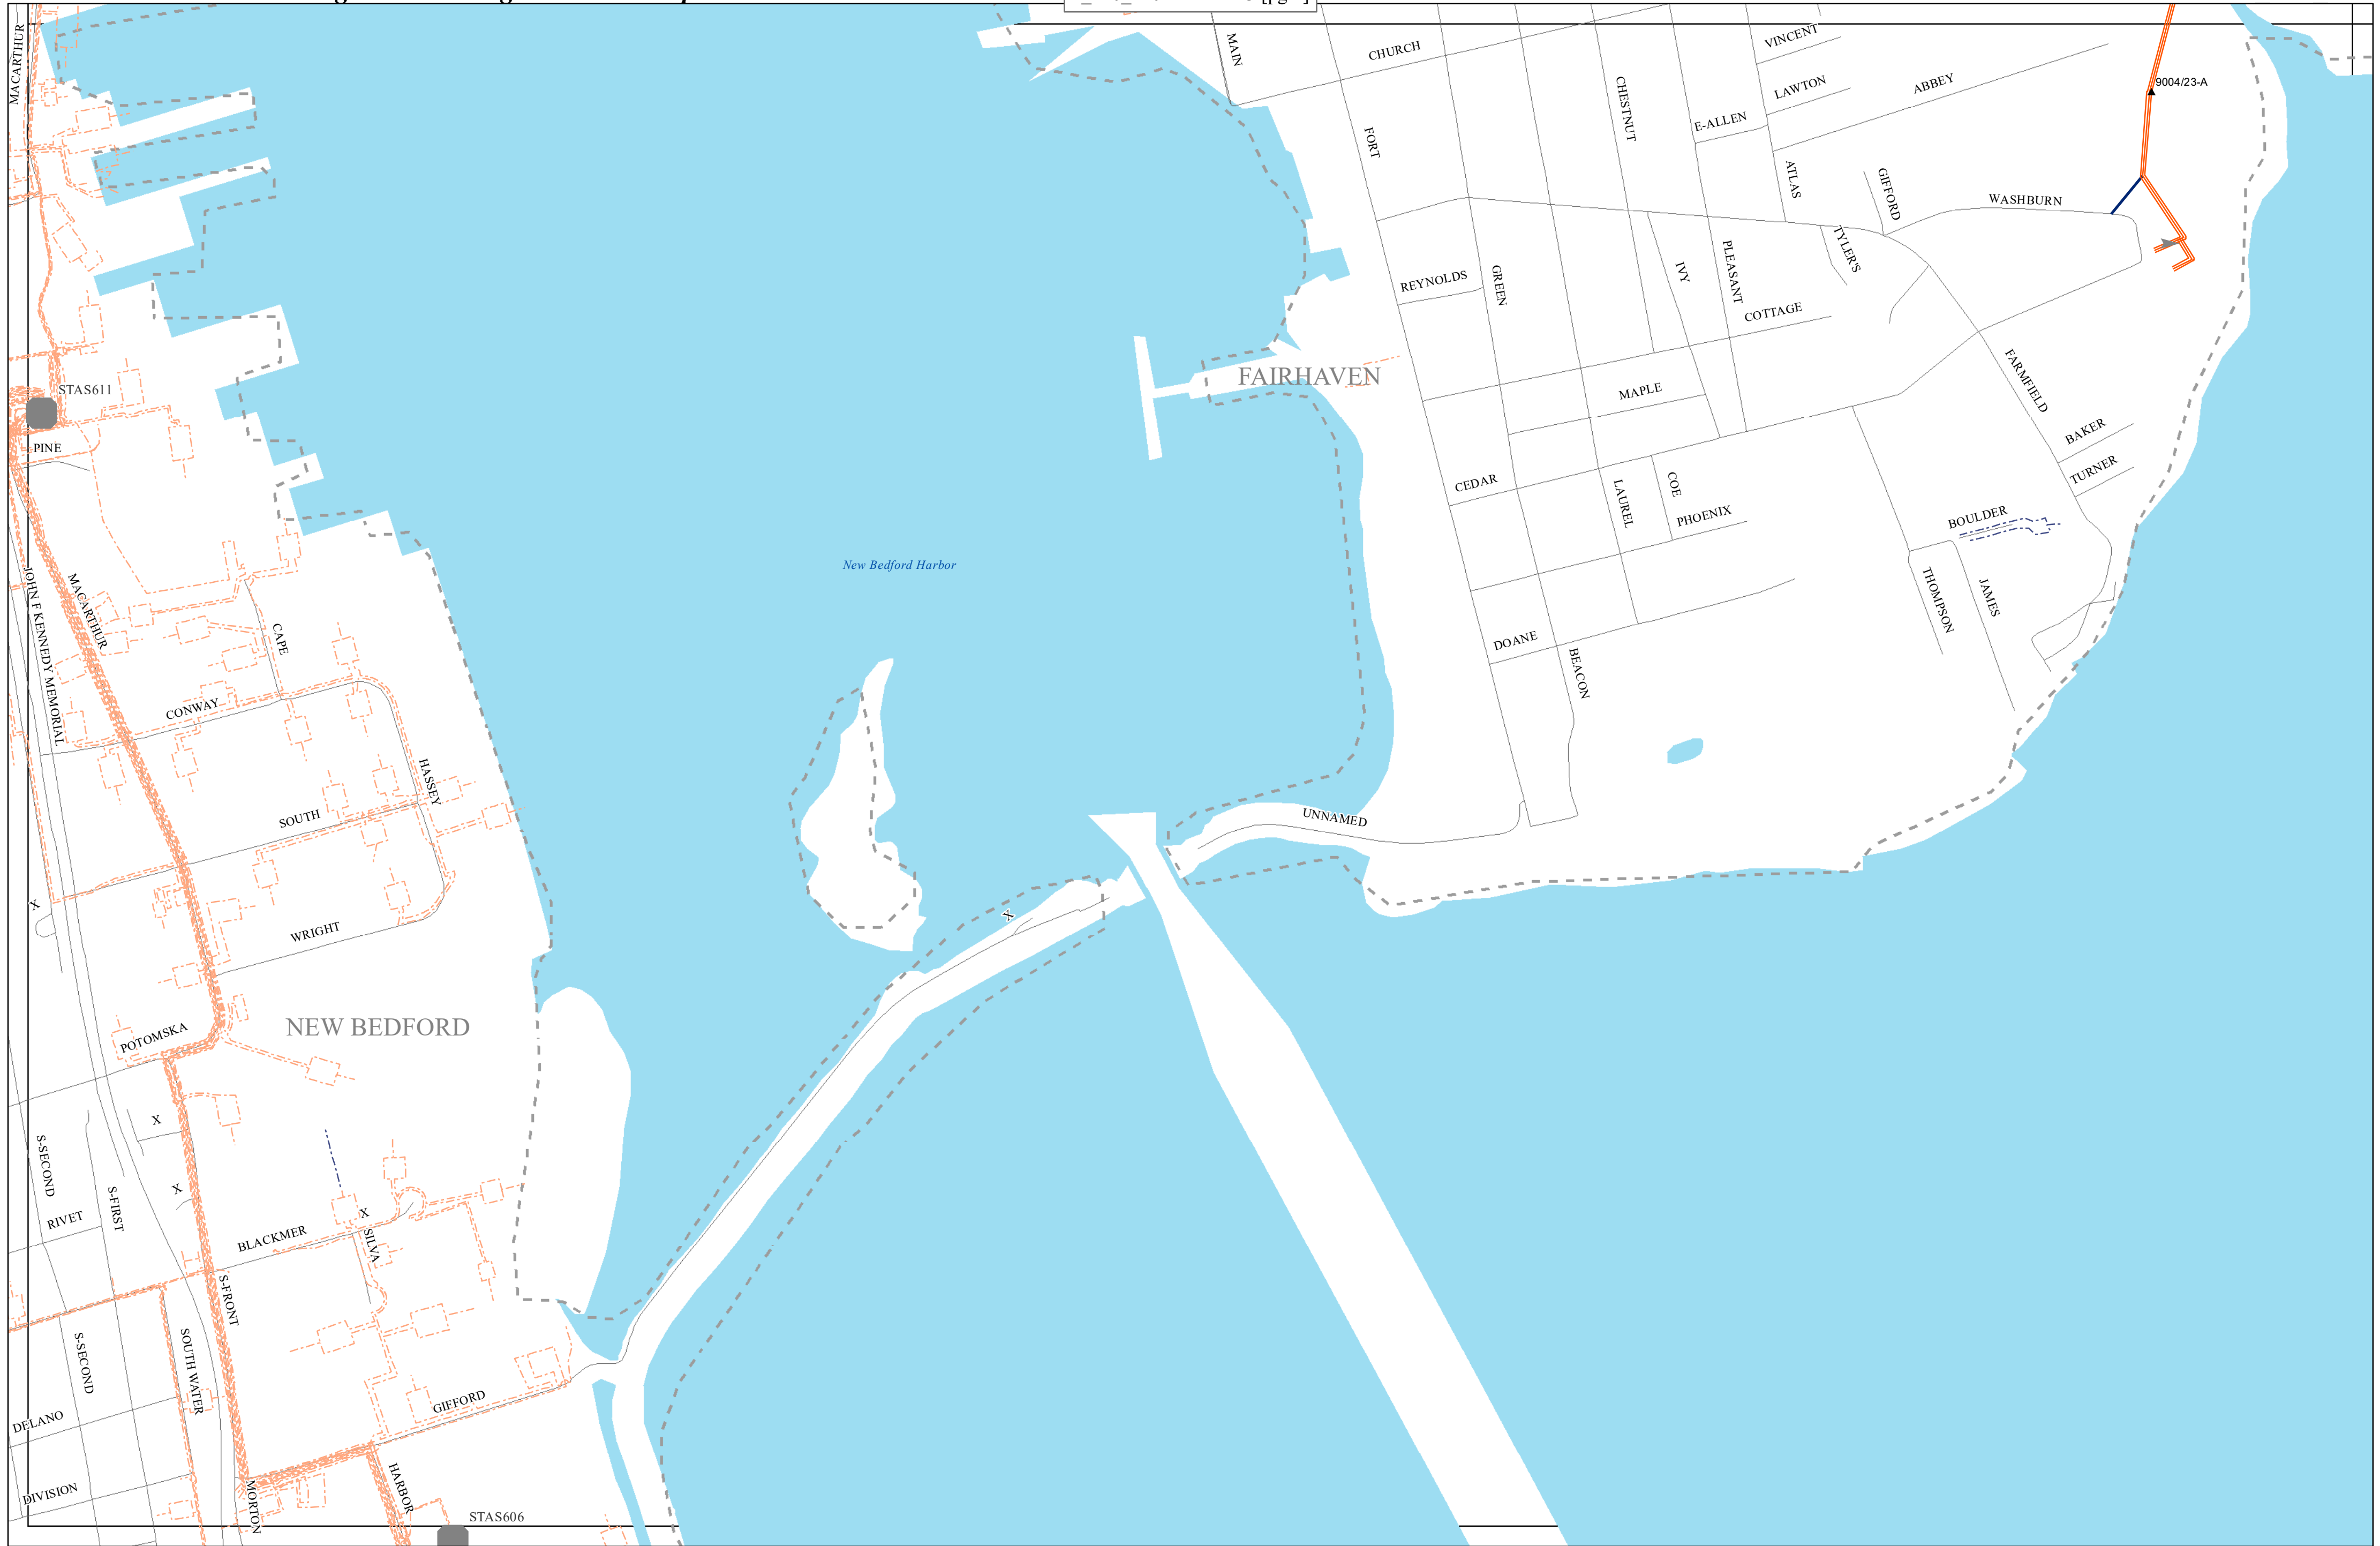 MACARTHUR
MAIN
CHURCH
VINCENT
LAWTON
ABBEY
9004/23-A
CHESTNUT
E-ALLEN
FORT
ATLAS
GIFFORD
WASHBURN
TYLER'S
REYNOLDS
GREEN
IVY
PLEASANT
COTTAGE
FAIRHAVEN
STAS611
MAPLE
FARMFIELD
PINE
BAKER
TURNER
CEDAR
COE
LAUREL
PHOENIX
BOULDER
New Bedford Harbor
JOHN F KENNEDY MEMORIAL
MACARTHUR
THOMPSON
JAMES
CAPE
DOANE
BEACON
CONWAY
HASSEY
SOUTH
UNNAMED
X
X
WRIGHT
NEW BEDFORD
POTOMSKA
X
S-SECOND
X
S-FIRST
RIVET
X
BLACKMER
SILVA
S-FRONT
S-SECOND
SOUTH WATER
DELANO
GIFFORD
DIVISION
MORTON
HARBOR
STAS606